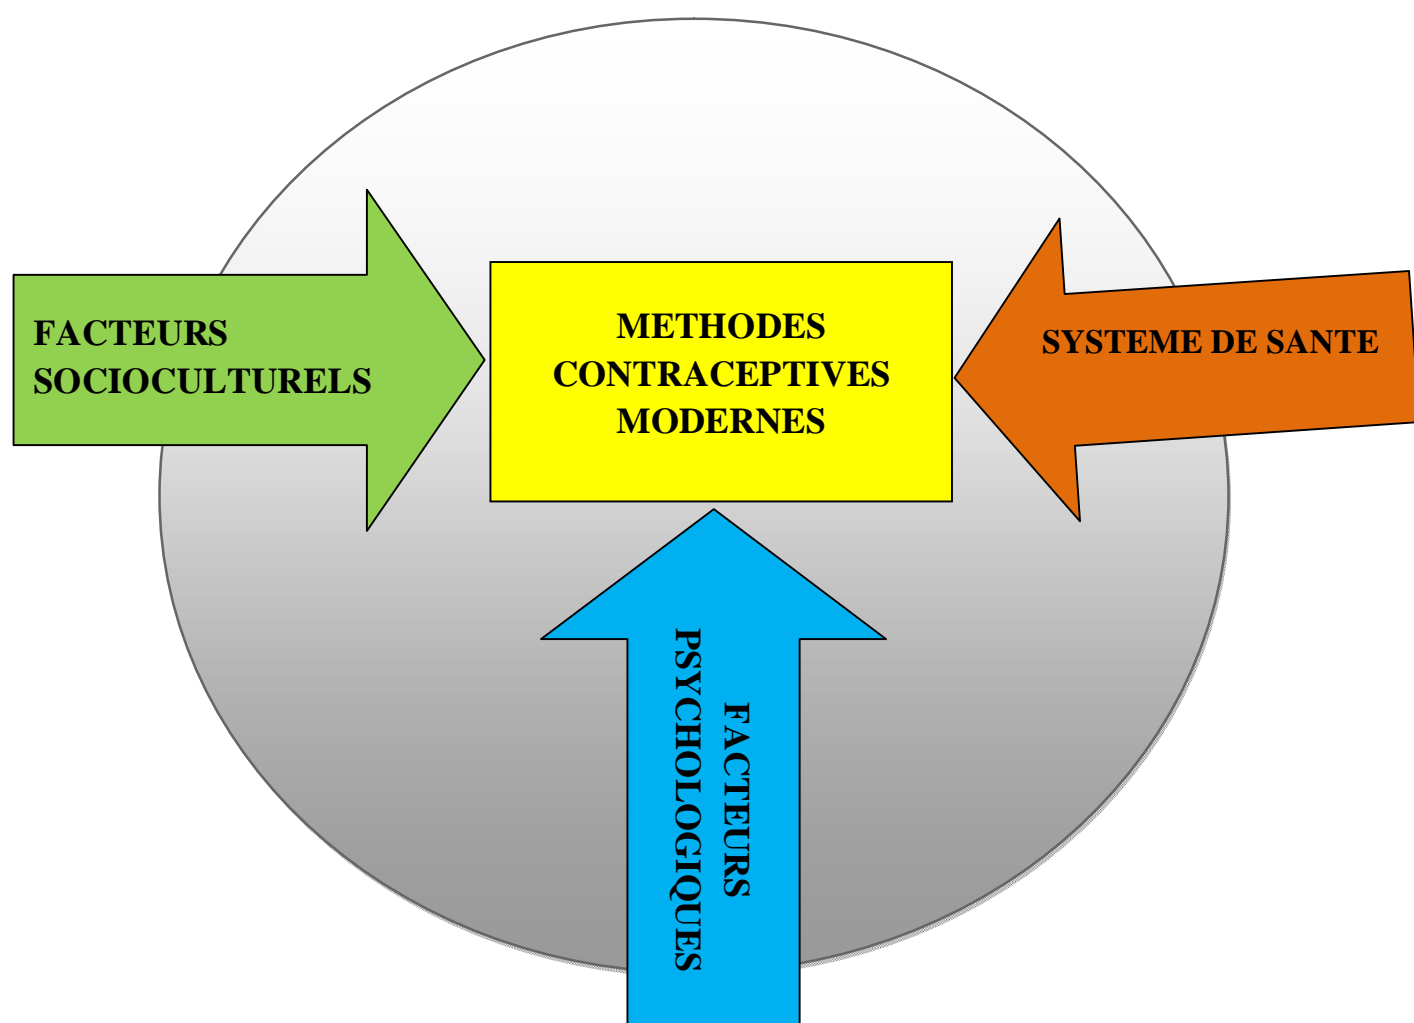 FACTEURS
SOCIOCULTURELS
METHODES
CONTRACEPTIVES
MODERNES
SYSTEME DE SANTE
FACTEURS
PSYCHOLOGIQUES